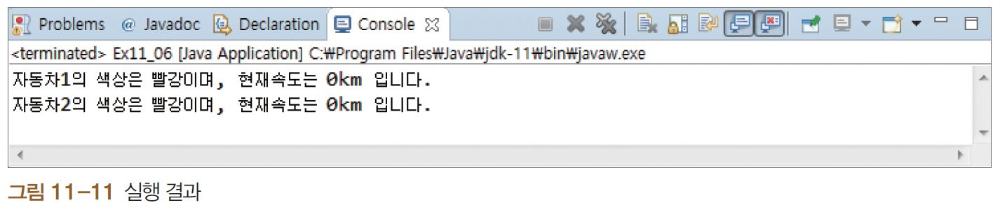 Problems @ Javadoc Declaration Console
<terminated> Ex11_06 [Java Application] C:₩Program Files₩Java₩jdk-11₩bin₩javaw.exe
자동차1의 색상은 빨강이며, 현재속도는 0km 입니다.
자동차2의 색상은 빨강이며, 현재속도는 0km 입니다.
그림 11-11 실행 결과